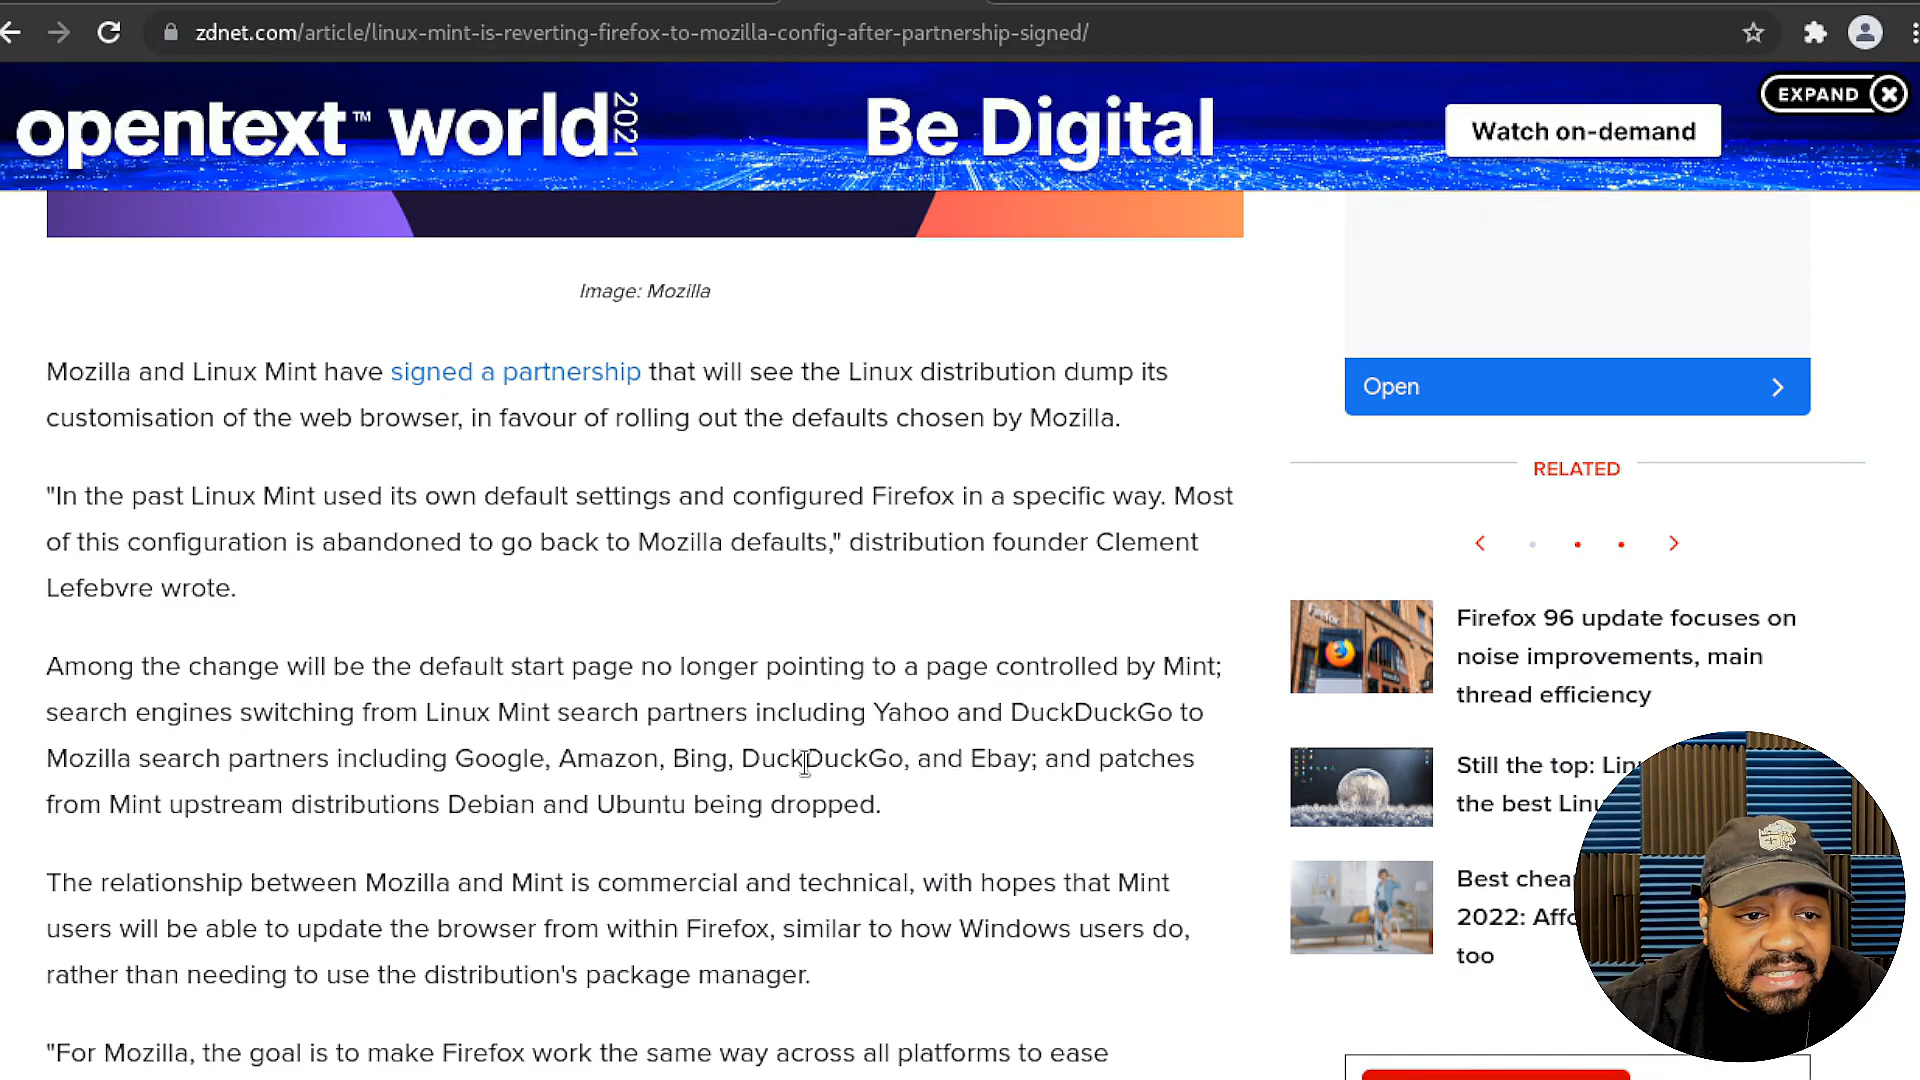 zdnet.com/article/linux-mint-is-reverting-firefox-to-mozilla-config-after-partnership-signed/
opentext™ world 2021
Be Digital
Watch on-demand
EXPAND
Image: Mozilla
Mozilla and Linux Mint have signed a partnership that will see the Linux distribution dump its
customisation of the web browser, in favour of rolling out the defaults chosen by Mozilla.
"In the past Linux Mint used its own default settings and configured Firefox in a specific way. Most
of this configuration is abandoned to go back to Mozilla defaults," distribution founder Clement
Lefebvre wrote.
Among the change will be the default start page no longer pointing to a page controlled by Mint;
search engines switching from Linux Mint search partners including Yahoo and DuckDuckGo to
Mozilla search partners including Google, Amazon, Bing, DuckDuckGo, and Ebay; and patches
from Mint upstream distributions Debian and Ubuntu being dropped.
The relationship between Mozilla and Mint is commercial and technical, with hopes that Mint
users will be able to update the browser from within Firefox, similar to how Windows users do,
rather than needing to use the distribution's package manager.
"For Mozilla, the goal is to make Firefox work the same way across all platforms to ease
Open
RELATED
Firefox
Firefox 96 update focuses on
noise improvements, main
thread efficiency
Still the top:
the best
Best
2022:
too